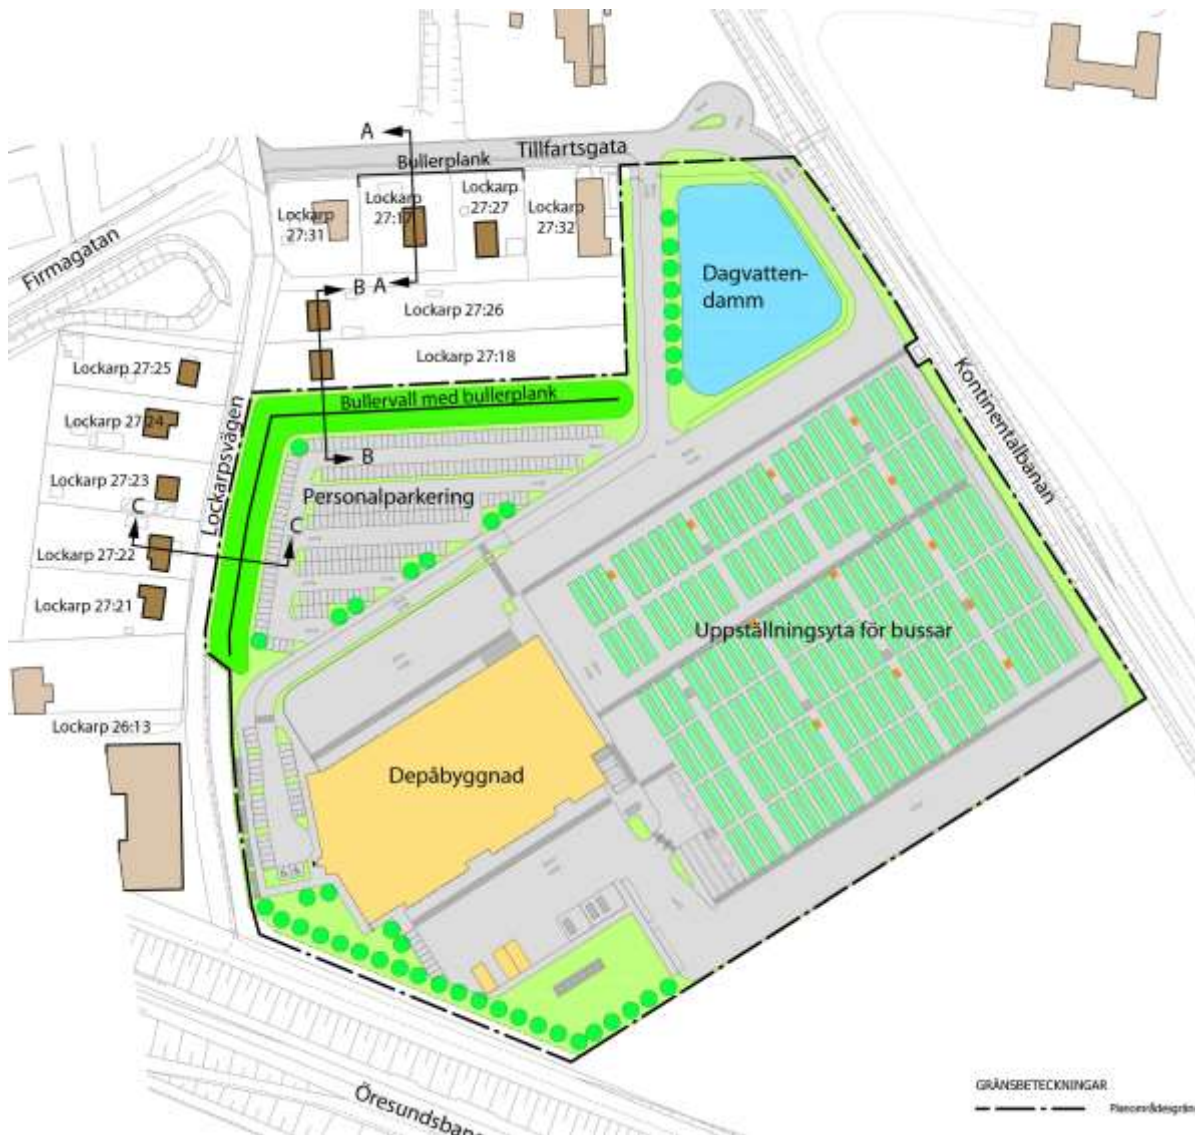 A
Tillfartsgata
Bullerplank
Lockarp
27:31
Lockarp
27:17
Lockarp
27:27
Lockarp
27:32
Firmagatan
B
A
Dagvatten-
damm
Lockarp 27:26
Lockarp 27:18
Lockarp 27:25
Kontinentalbanan
Bullervall med bullerplank
Lockarp 27:24
Lockarpsvägen
B
Lockarp 27:23
Personalparkering
C
C
Lockarp 27:22
Lockarp 27:21
Uppställningsyta för bussar
Lockarp 26:13
Depåbyggnad
Öresundsban
GRÄNSBETECKNINGAR
Planområdesgrän